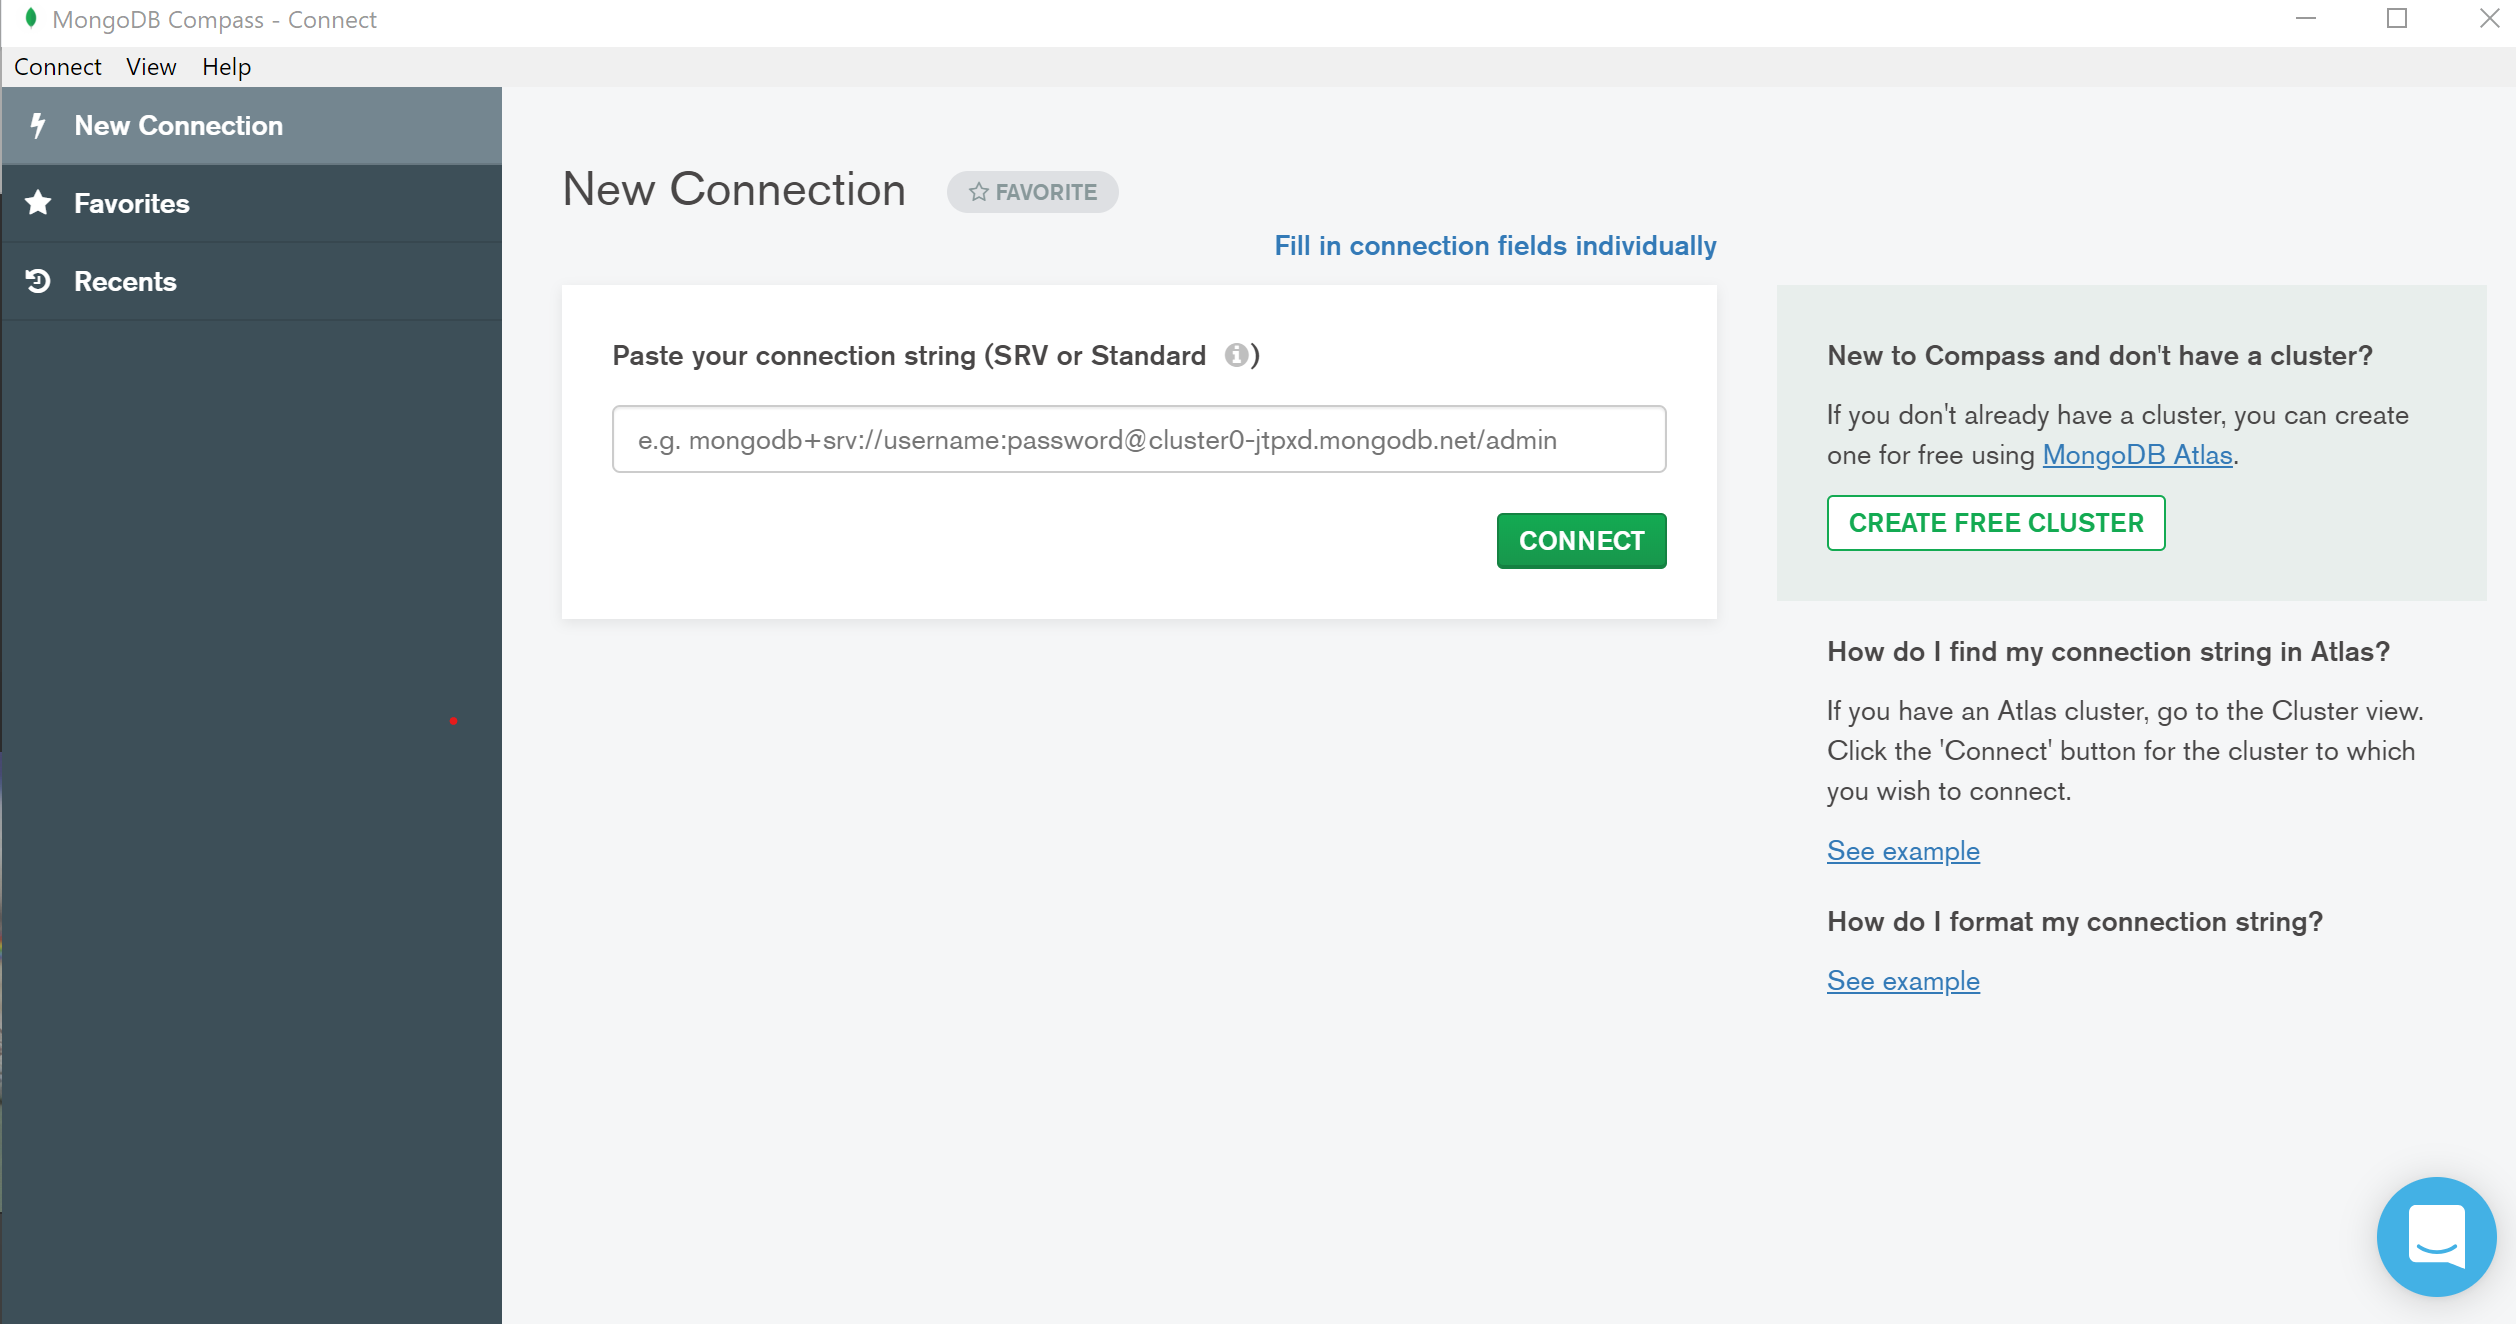 MongoDB Compass - Connect
Connect View Help
New Connection
Favorites
Recents
New Connection
FAVORITE
Fill in connection fields individually
Paste your connection string (SRV or Standard )
e.g. mongodb+srv://username:password@cluster0-jtpxd.mongodb.net/admin
CONNECT
New to Compass and don't have a cluster?
If you don't already have a cluster, you can create
one for free using MongoDB Atlas.
CREATE FREE CLUSTER
How do I find my connection string in Atlas?
If you have an Atlas cluster, go to the Cluster view.
Click the 'Connect' button for the cluster to which
you wish to connect.
See example
How do I format my connection string?
See example